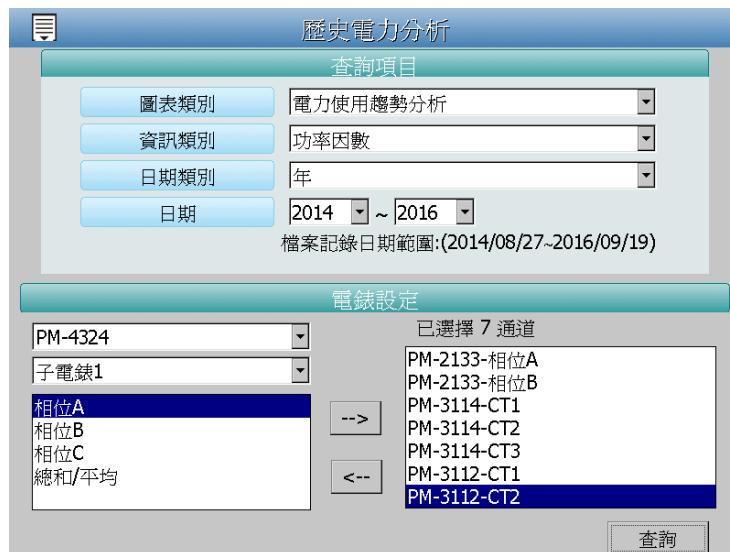 歷史電力分析
查詢項目
圖表類別 電力使用趨勢分析
資訊類別 功率因數
日期類別 年
日期 2014 ~ 2016
檔案記錄日期範圍:(2014/08/27~2016/09/19)
電錶設定
PM-4324
子電錶1
相位A
相位B
相位C
總和/平均
-->
<--
已選擇 7 通道
PM-2133-相位A
PM-2133-相位B
PM-3114-CT1
PM-3114-CT2
PM-3114-CT3
PM-3112-CT1
PM-3112-CT2
查詢